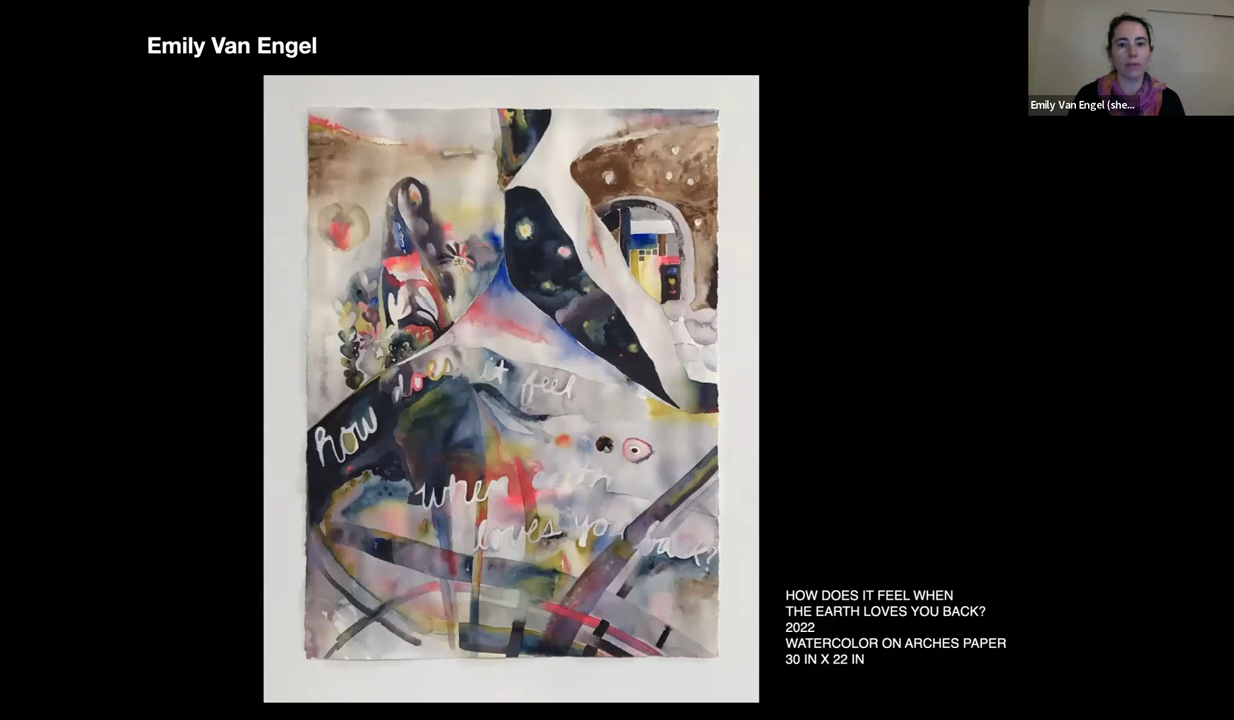 Emily Van Engel
Emily Van Engel (she...
how does it feel
when earth
loves you back?
HOW DOES IT FEEL WHEN
THE EARTH LOVES YOU BACK?
2022
WATERCOLOR ON ARCHES PAPER
30 IN X 22 IN